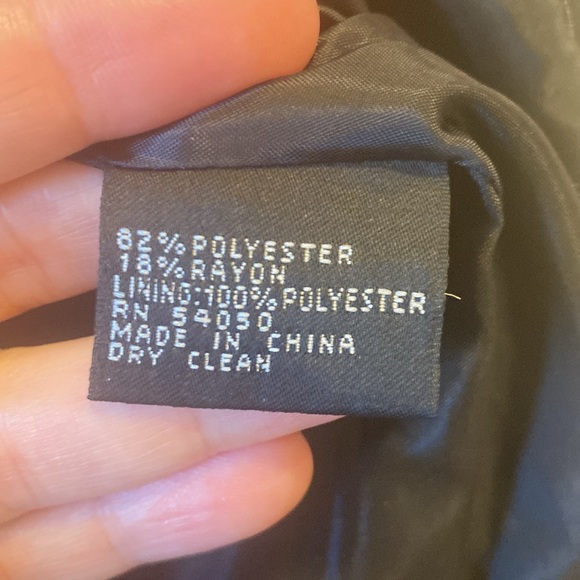 82% POLYESTER
18% RAYON
LINING:100% POLYESTER
RN 54050
MADE IN CHINA
DRY CLEAN